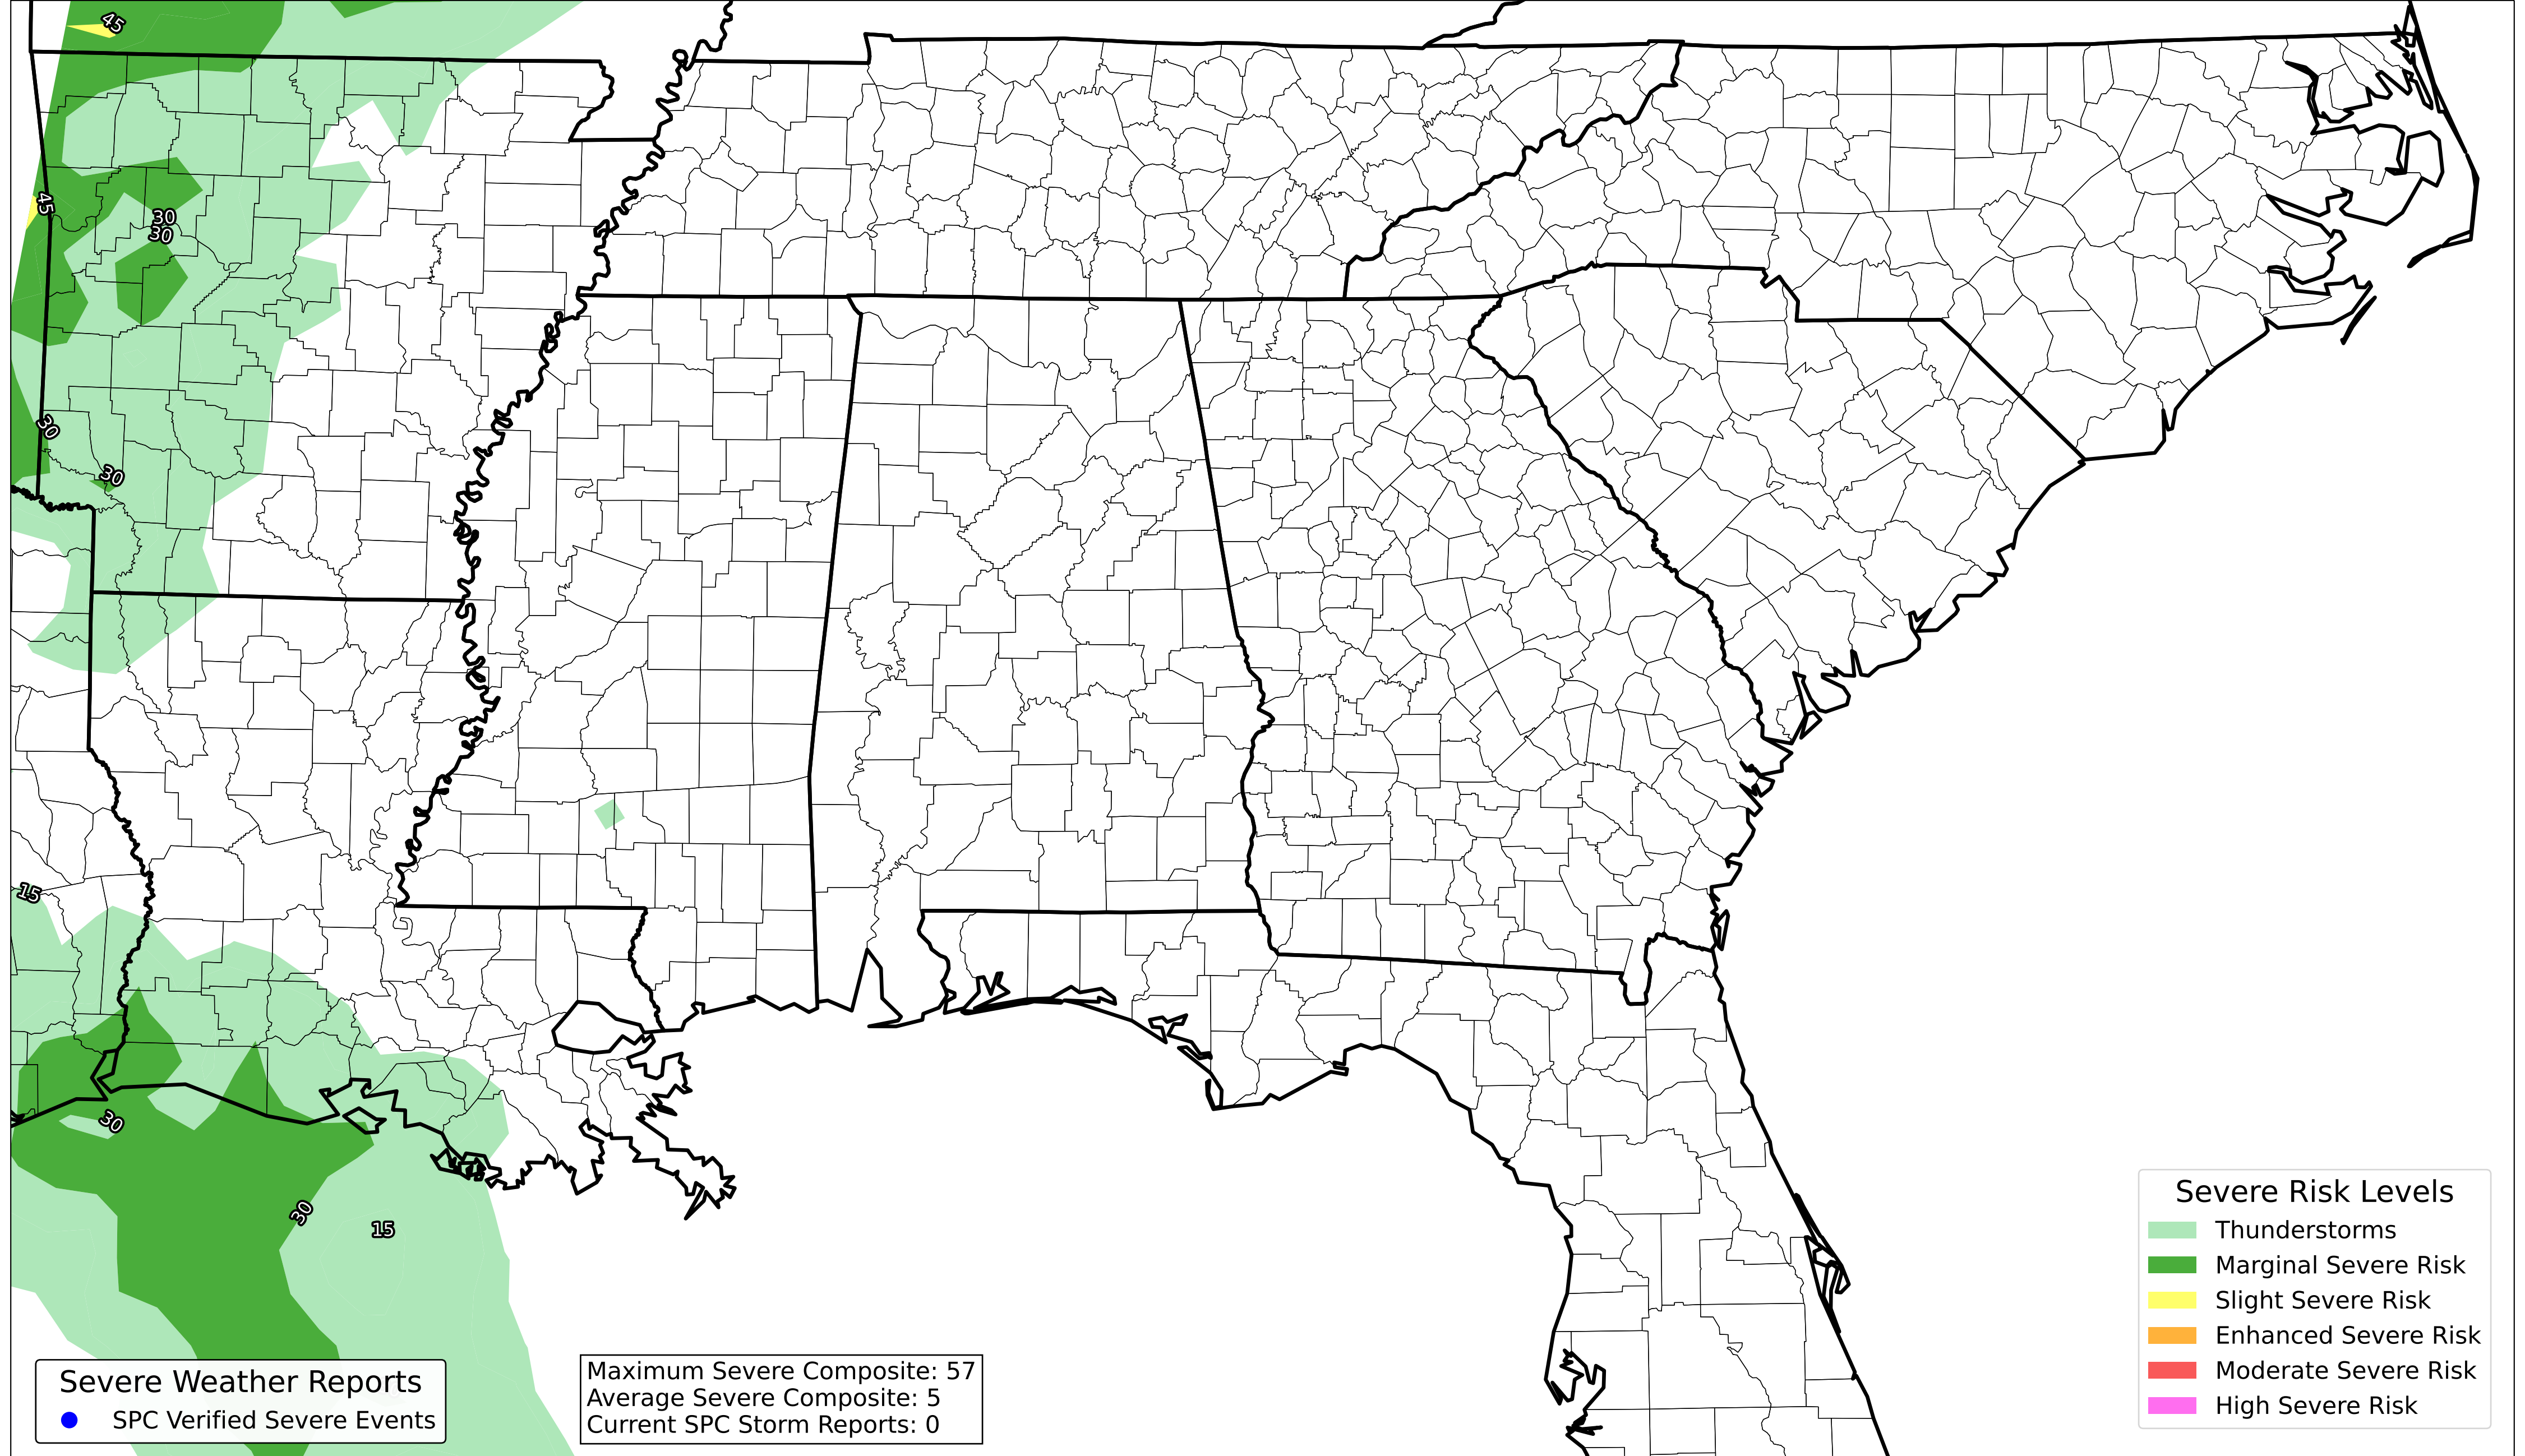 45
45
30
30
30
30
15
30
30
15
Severe Weather Reports
SPC Verified Severe Events
Maximum Severe Composite: 57
Average Severe Composite: 5
Current SPC Storm Reports: 0
Severe Risk Levels
Thunderstorms
Marginal Severe Risk
Slight Severe Risk
Enhanced Severe Risk
Moderate Severe Risk
High Severe Risk